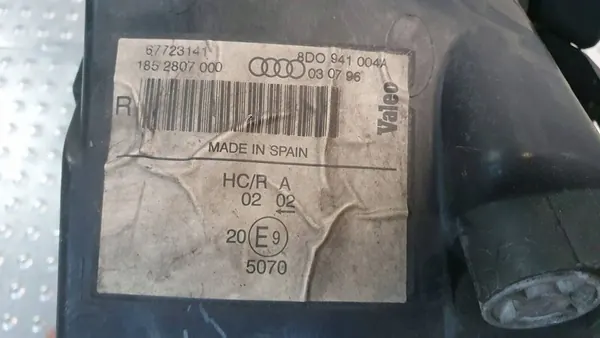 67723141 8D0 941 004A
185 2807 000 03 07 96
R
Valeo
MADE IN SPAIN
HC/R A
02 02
20 E 9
5070